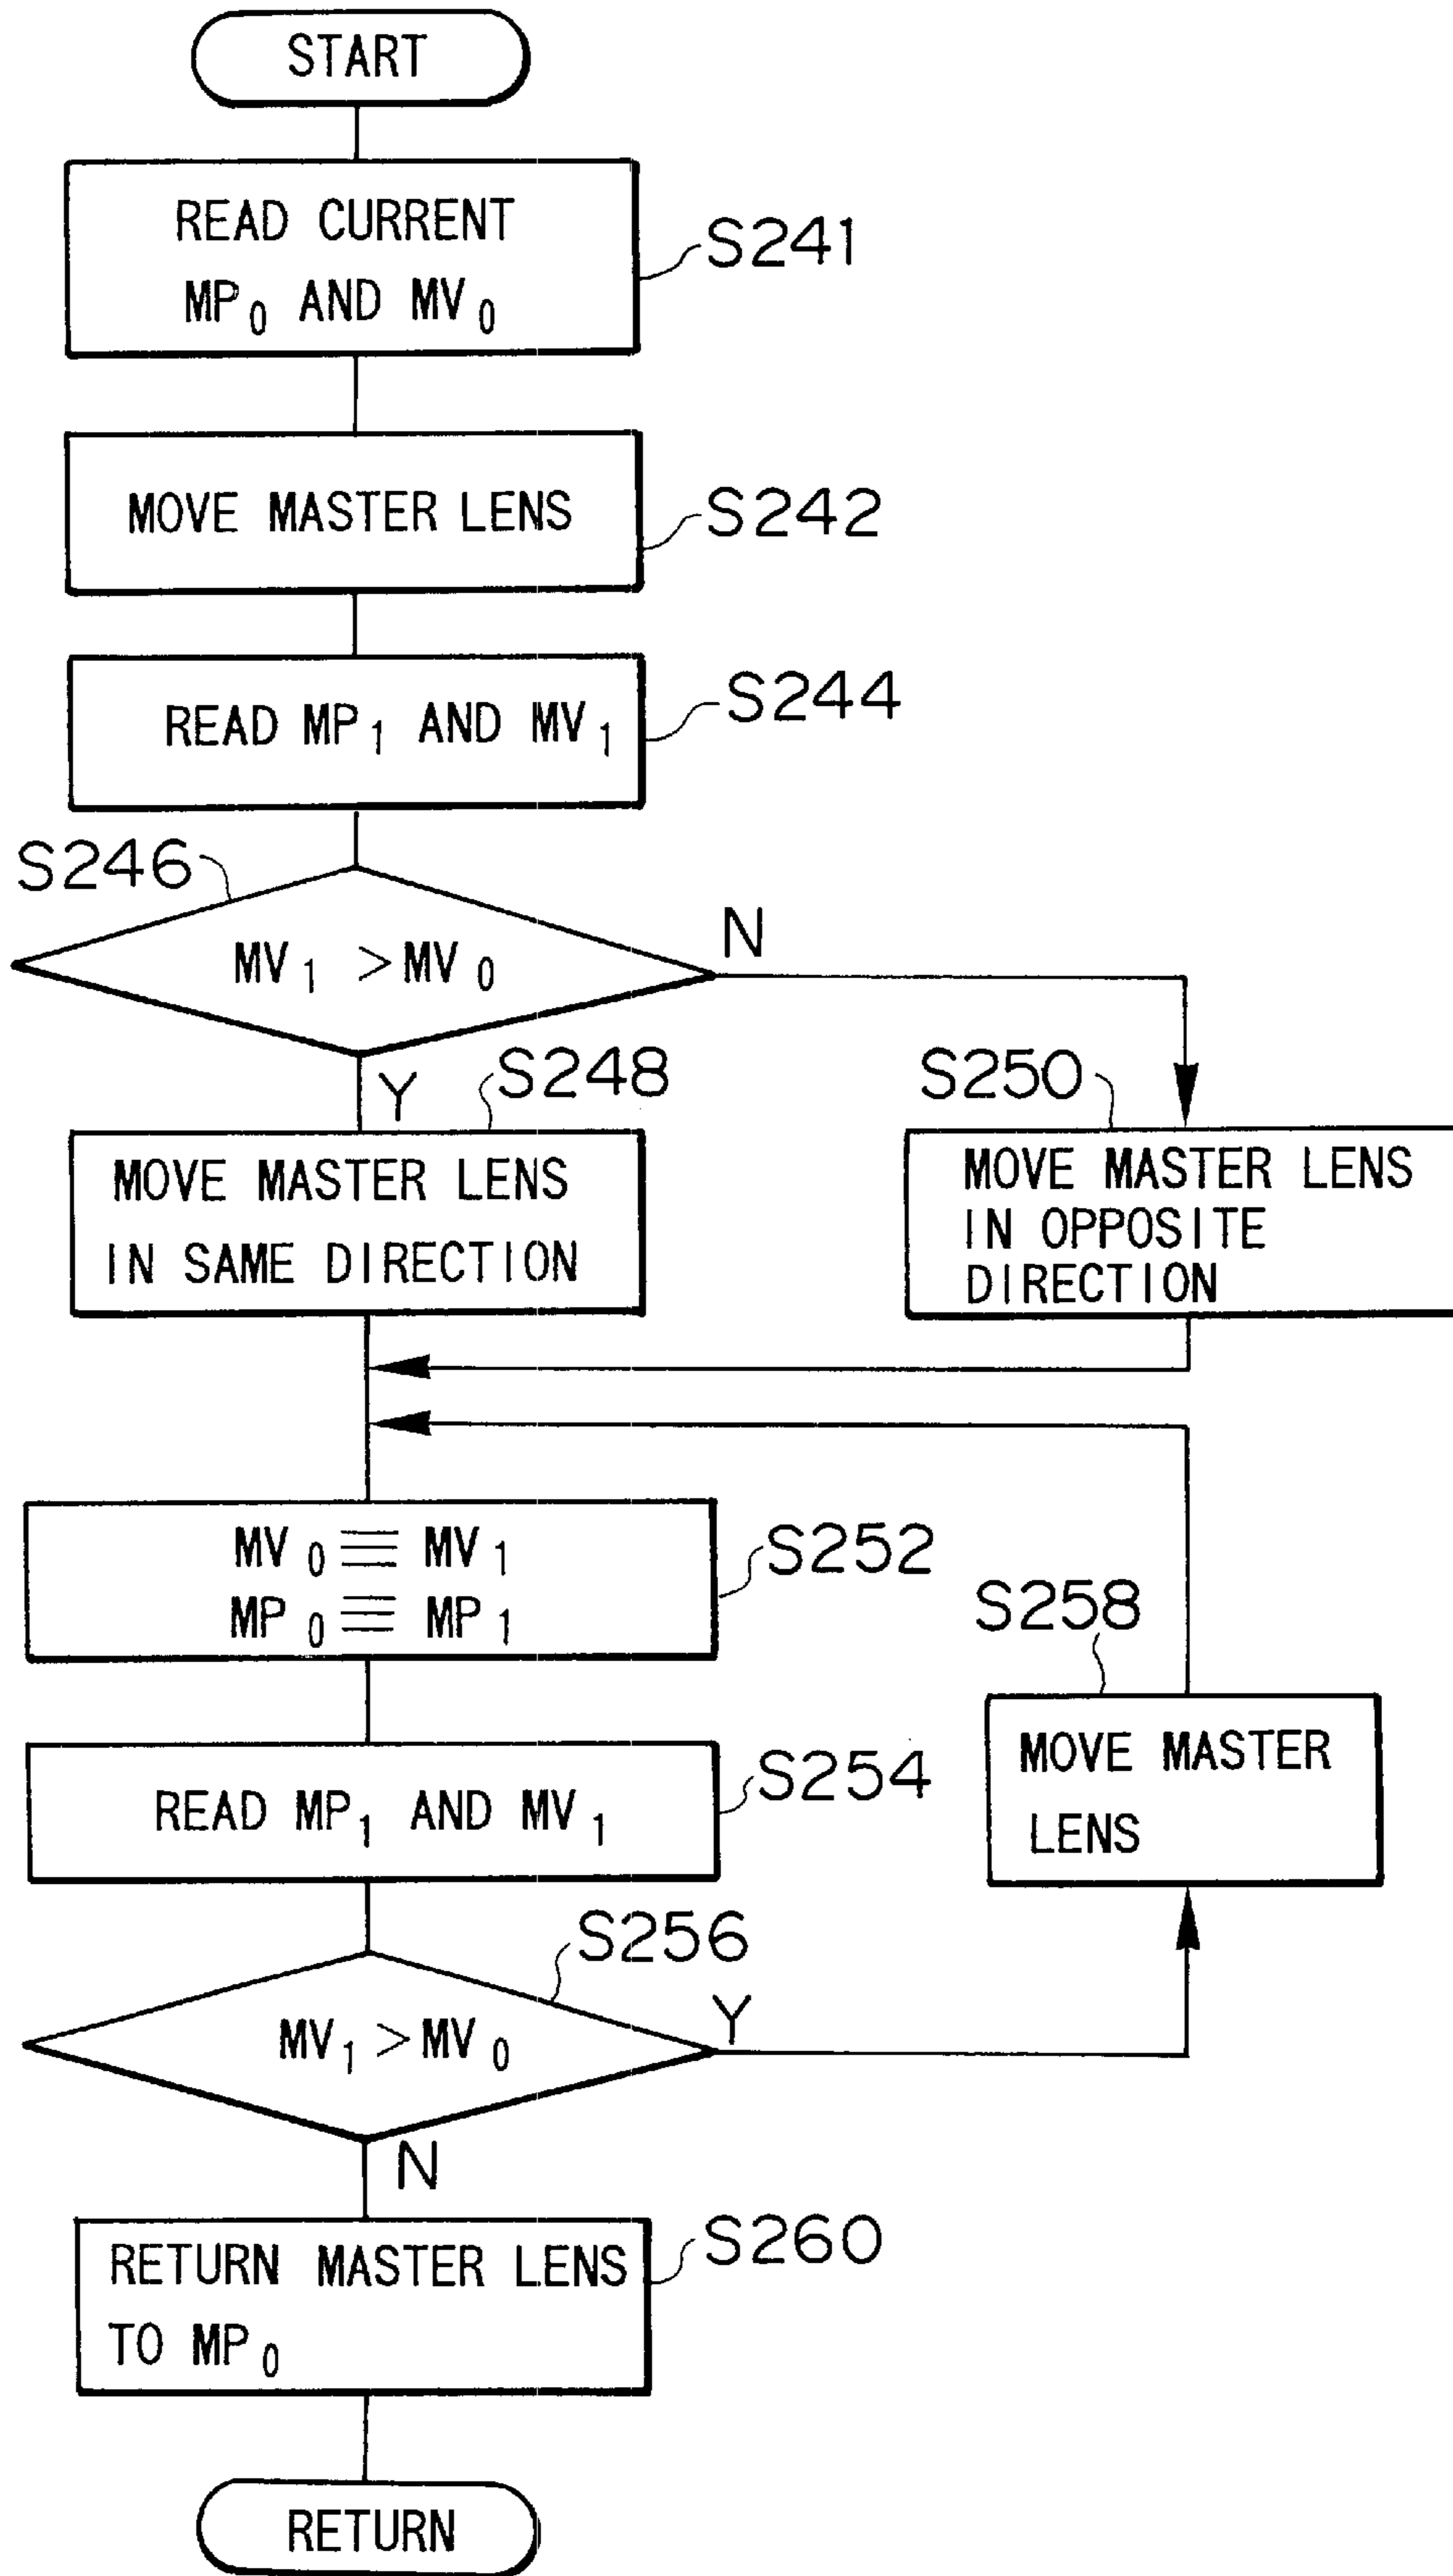 START
READ CURRENT
MP₀ AND MV₀
S241
MOVE MASTER LENS
S242
READ MP₁ AND MV₁
S244
S246
MV₁ > MV₀
N
Y
S248
MOVE MASTER LENS
IN SAME DIRECTION
S250
MOVE MASTER LENS
IN OPPOSITE
DIRECTION
MV₀ ≡ MV₁
MP₀ ≡ MP₁
S252
READ MP₁ AND MV₁
S254
S258
MOVE MASTER
LENS
S256
MV₁ > MV₀
Y
N
RETURN MASTER LENS
TO MP₀
S260
RETURN